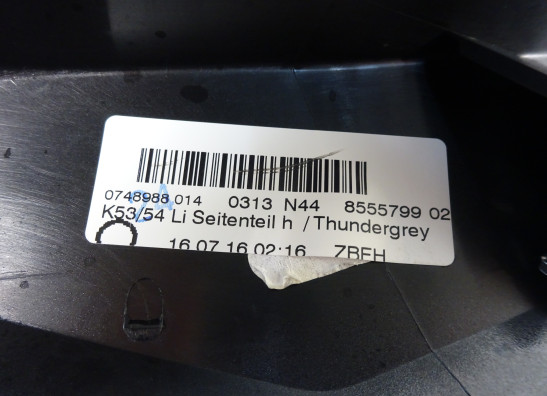 0748988 014 0313 N44 8555799 02
K53/54 Li Seitenteil h / Thundergrey
16.07.16 02:16 ZBFH